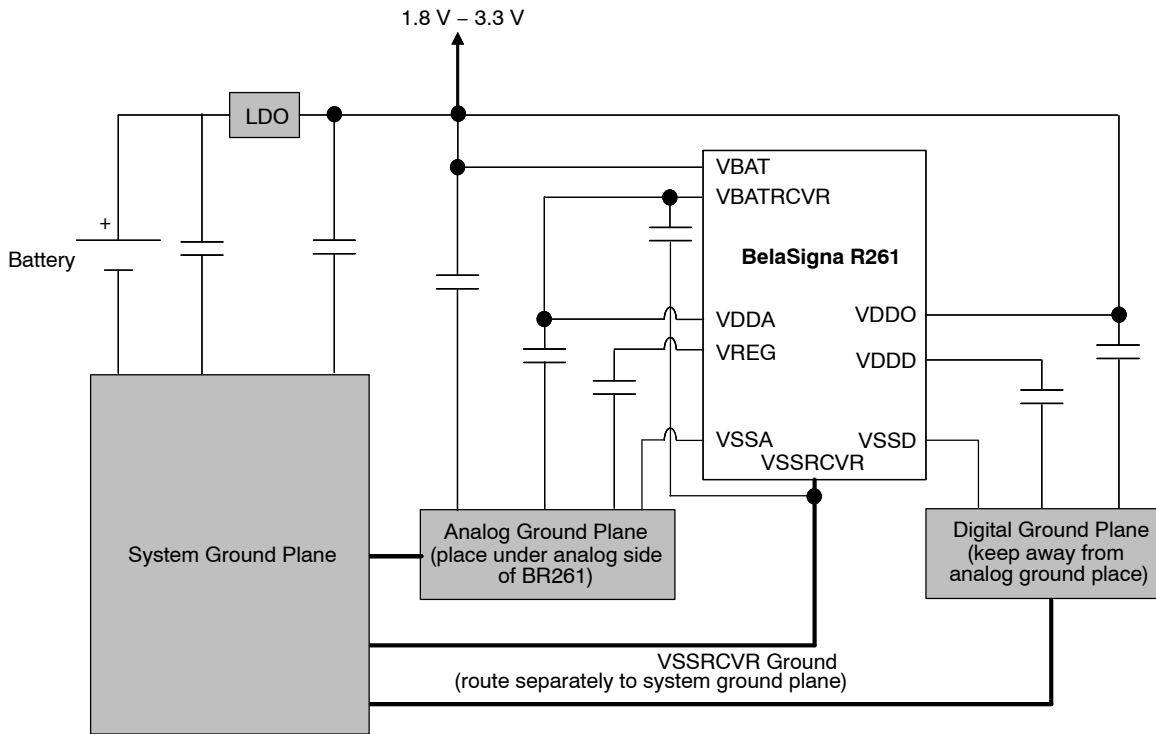 1.8 V – 3.3 V
LDO
VBAT
VBATRCVR
+
Battery
BelaSigna R261
VDDA
VDDO
VREG
VDDD
VSSA
VSSD
VSSRCVR
System Ground Plane
Analog Ground Plane
(place under analog side
of BR261)
Digital Ground Plane
(keep away from
analog ground place)
VSSRCVR Ground
(route separately to system ground plane)